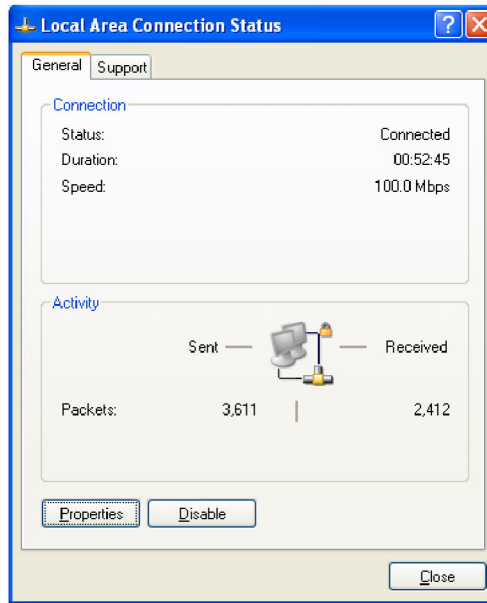 Local Area Connection Status
General Support
Connection
Status: Connected
Duration: 00:52:45
Speed: 100.0 Mbps
Activity
Sent Received
Packets: 3,611 2,412
Properties Disable
Close